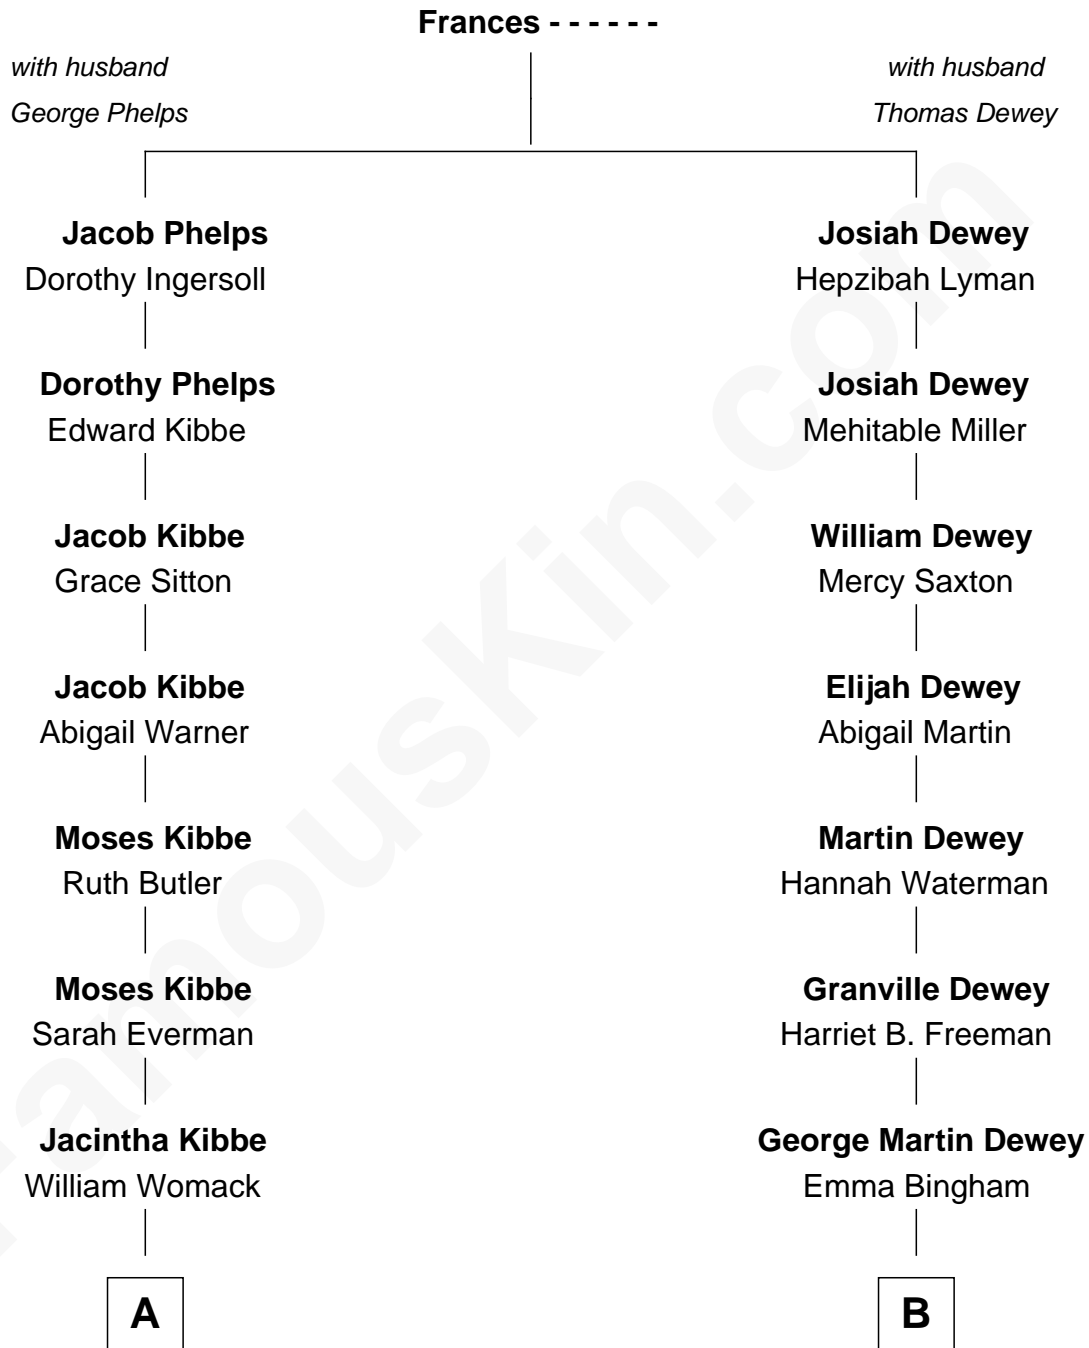 Frances - - - - - -
with husband
George Phelps
with husband
Thomas Dewey
Jacob Phelps
Dorothy Ingersoll
Josiah Dewey
Hepzibah Lyman
Dorothy Phelps
Edward Kibbe
Josiah Dewey
Mehitable Miller
Jacob Kibbe
Grace Sitton
William Dewey
Mercy Saxton
Jacob Kibbe
Abigail Warner
Elijah Dewey
Abigail Martin
Moses Kibbe
Ruth Butler
Martin Dewey
Hannah Waterman
Moses Kibbe
Sarah Everman
Granville Dewey
Harriet B. Freeman
Jacintha Kibbe
William Womack
George Martin Dewey
Emma Bingham
A
B
FamousKin.com